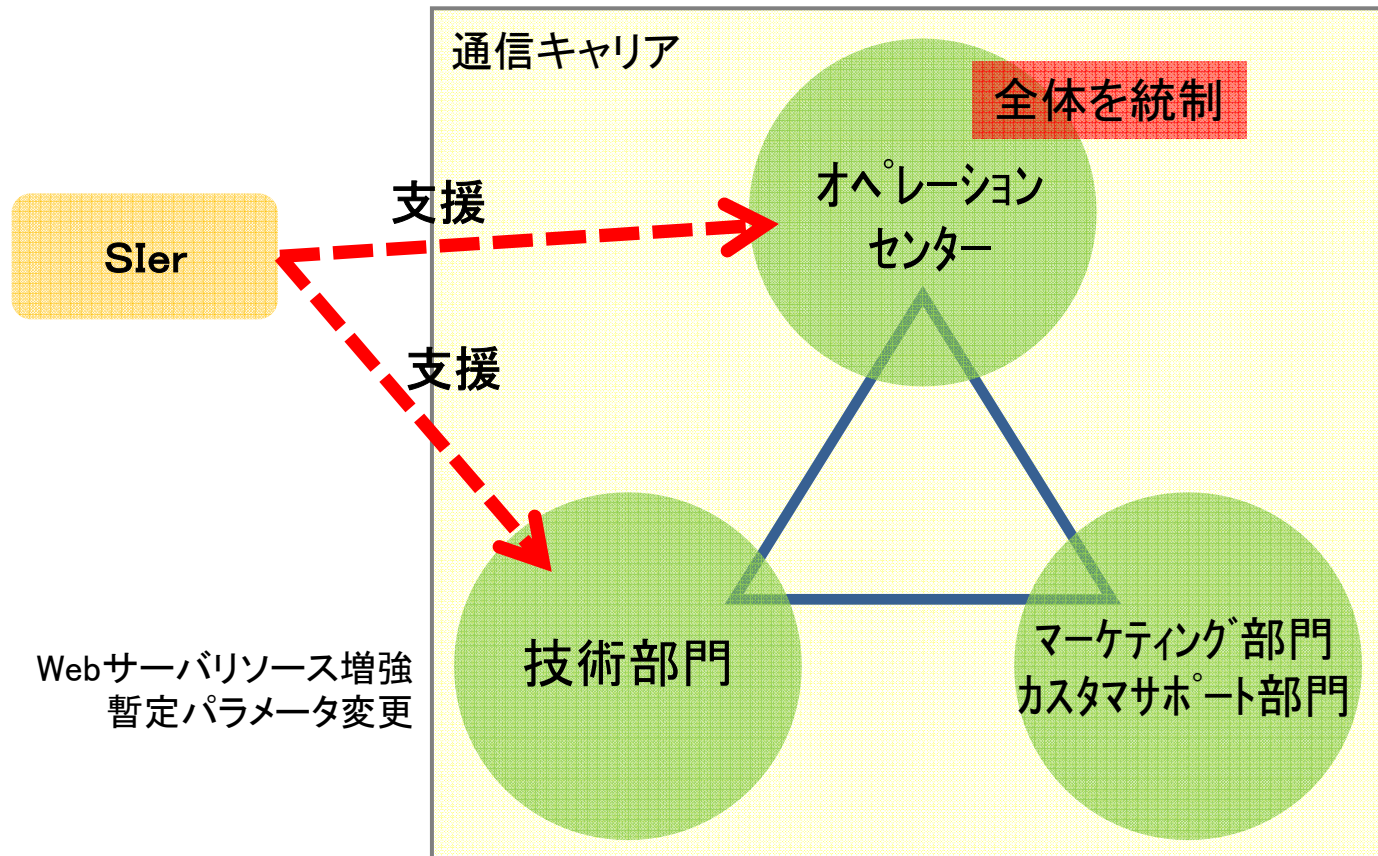 通信キャリア
全体を統制
オペレーション
センター
支援
SIer
支援
技術部門
マーケティング部門
カスタマサポート部門
Webサーバリソース増強
暫定パラメータ変更